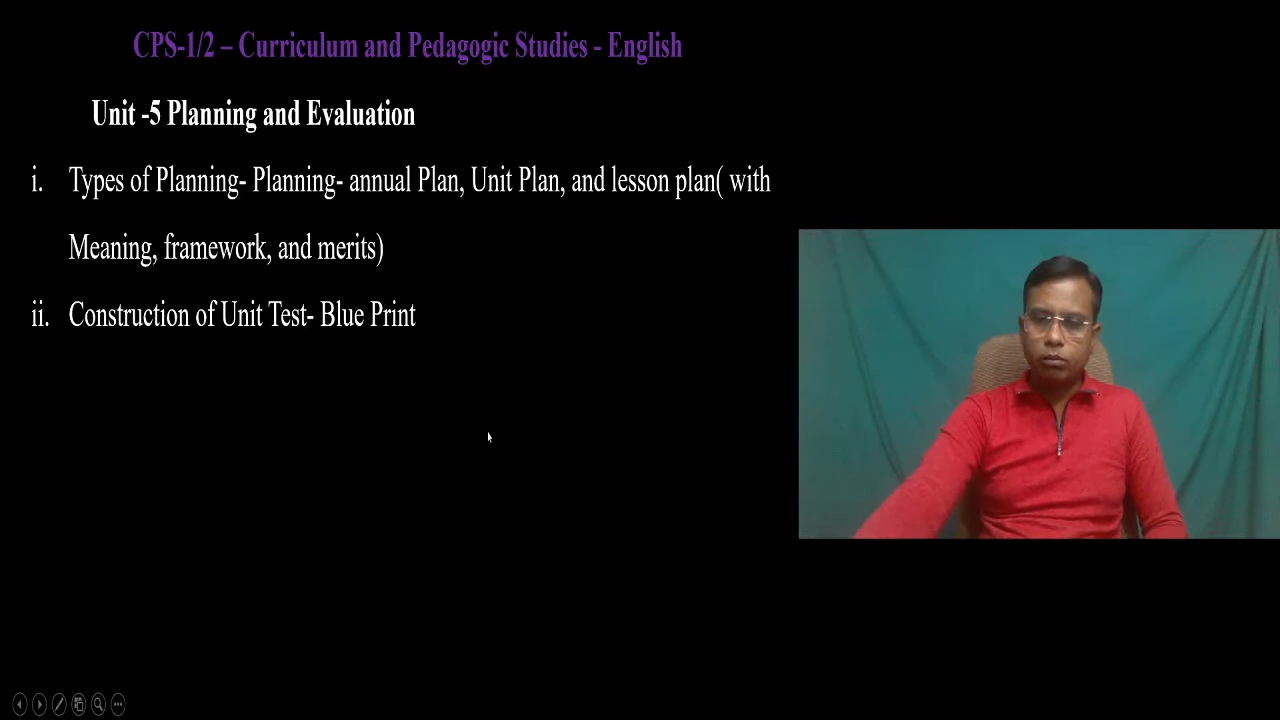 CPS-1/2 – Curriculum and Pedagogic Studies - English
Unit -5 Planning and Evaluation
i. Types of Planning- Planning- annual Plan, Unit Plan, and lesson plan( with
Meaning, framework, and merits)
ii. Construction of Unit Test- Blue Print